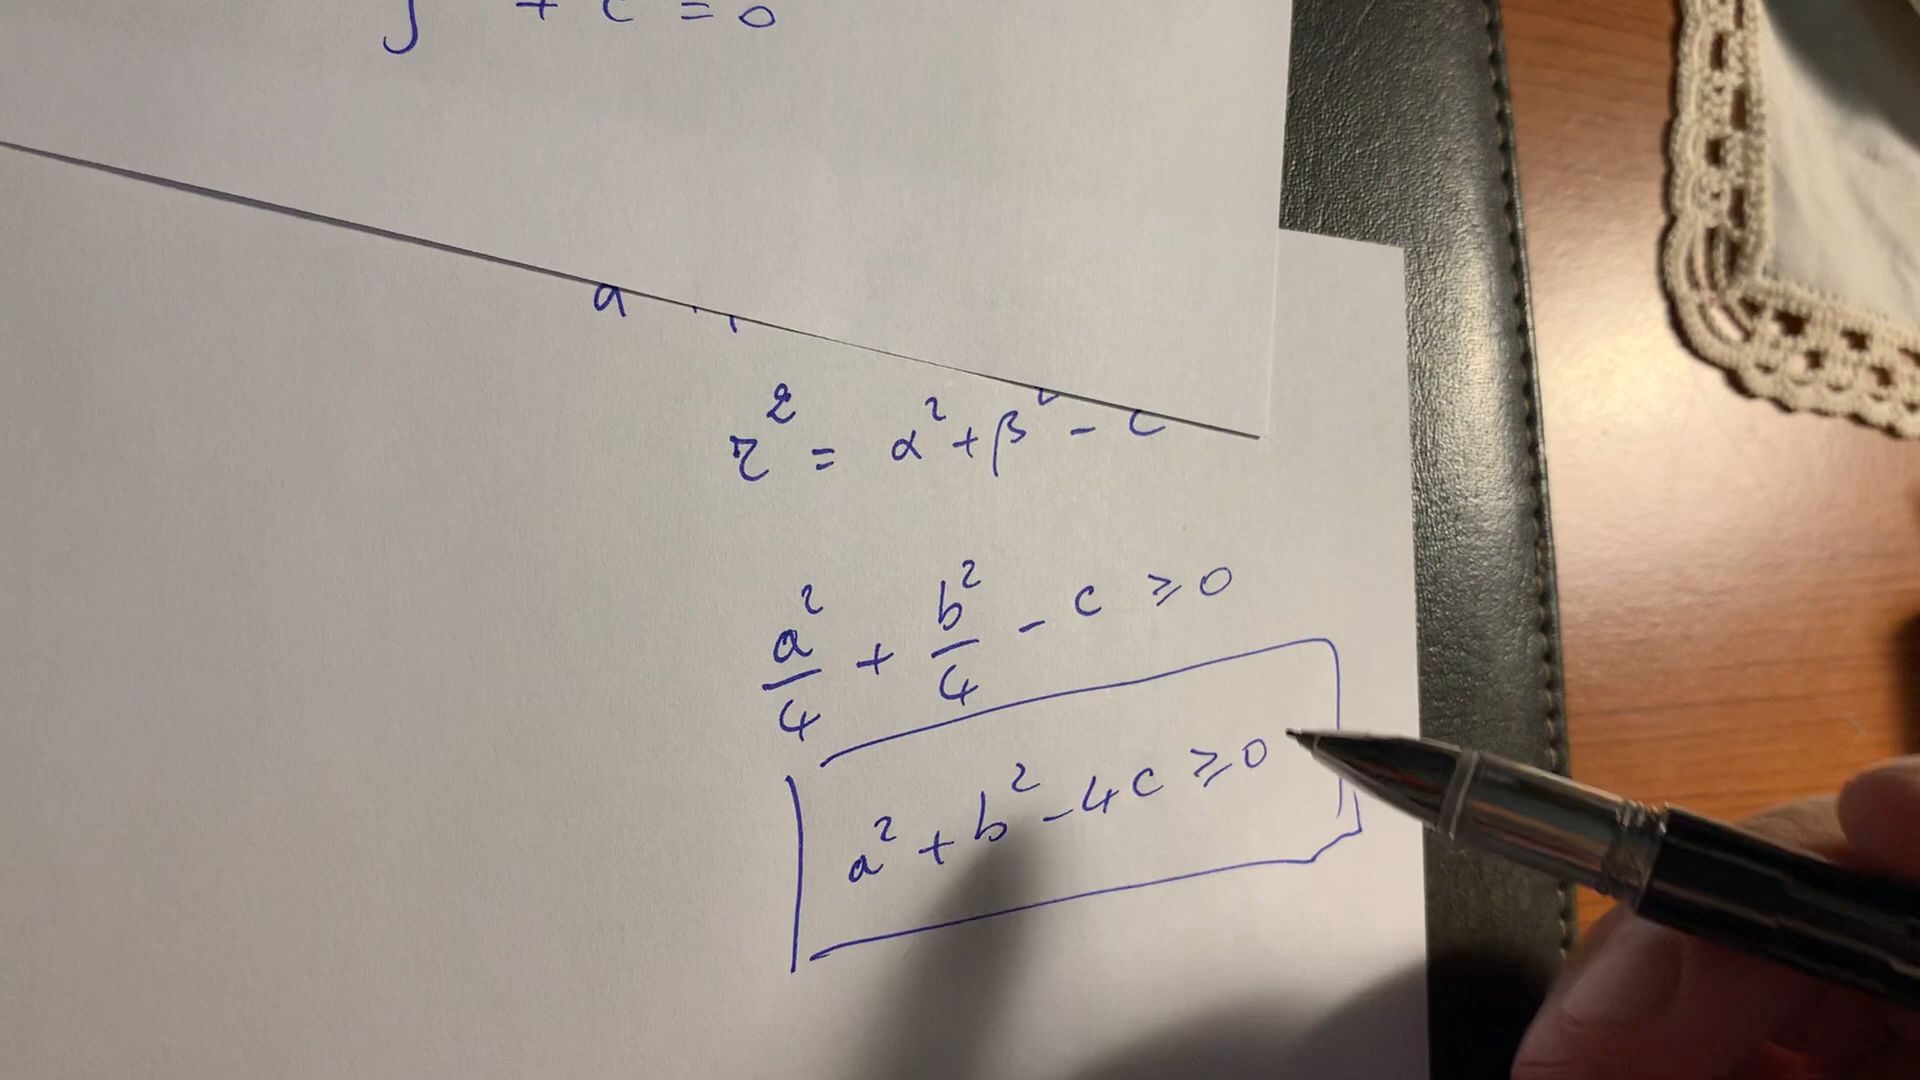 + c = 0
a
r² = α² + β² - c
a²/4 + b²/4 - c ⩾ 0
a² + b² - 4c ⩾ 0